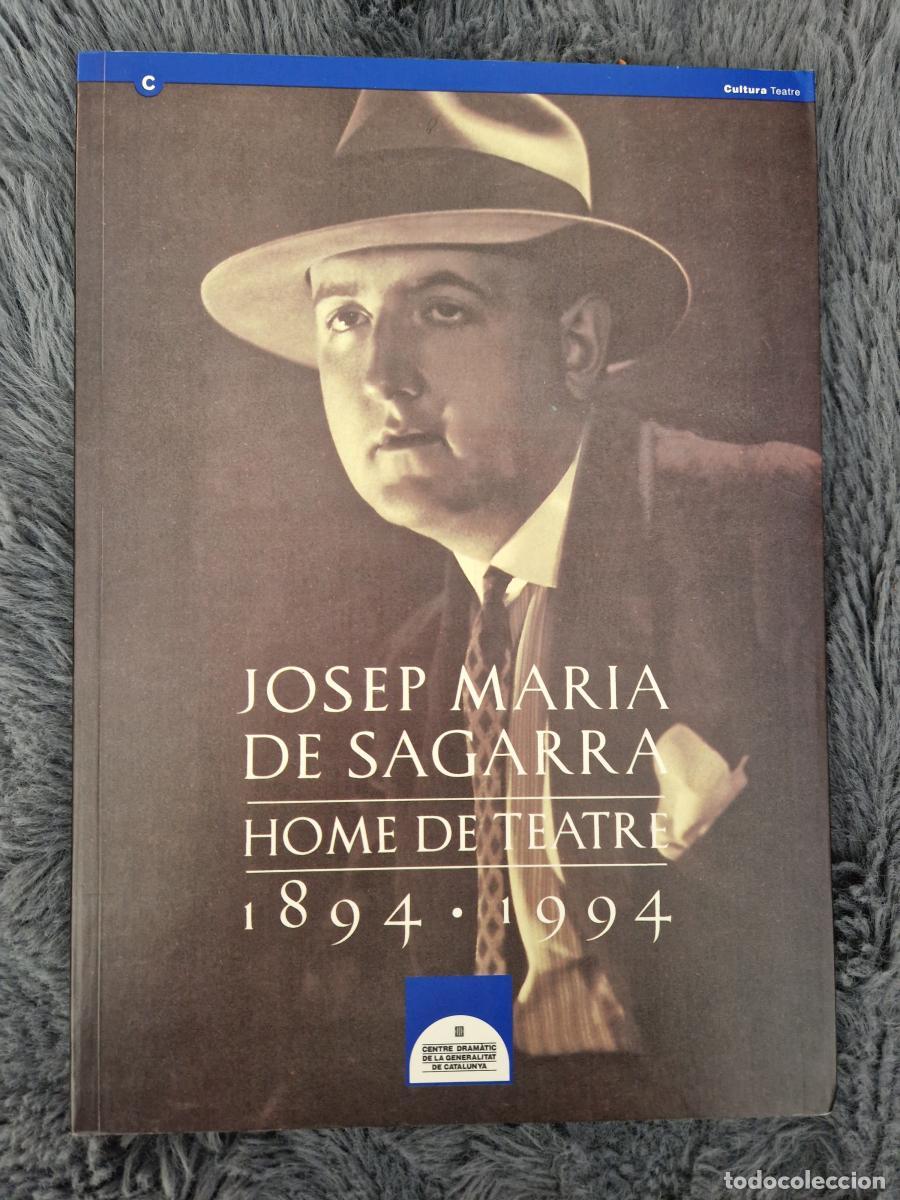 C
Cultura Teatre
JOSEP MARIA
DE SAGARRA
HOME DE TEATRE
1894 · 1994
CENTRE DRAMÀTIC
DE LA GENERALITAT
DE CATALUNYA
todocoleccion